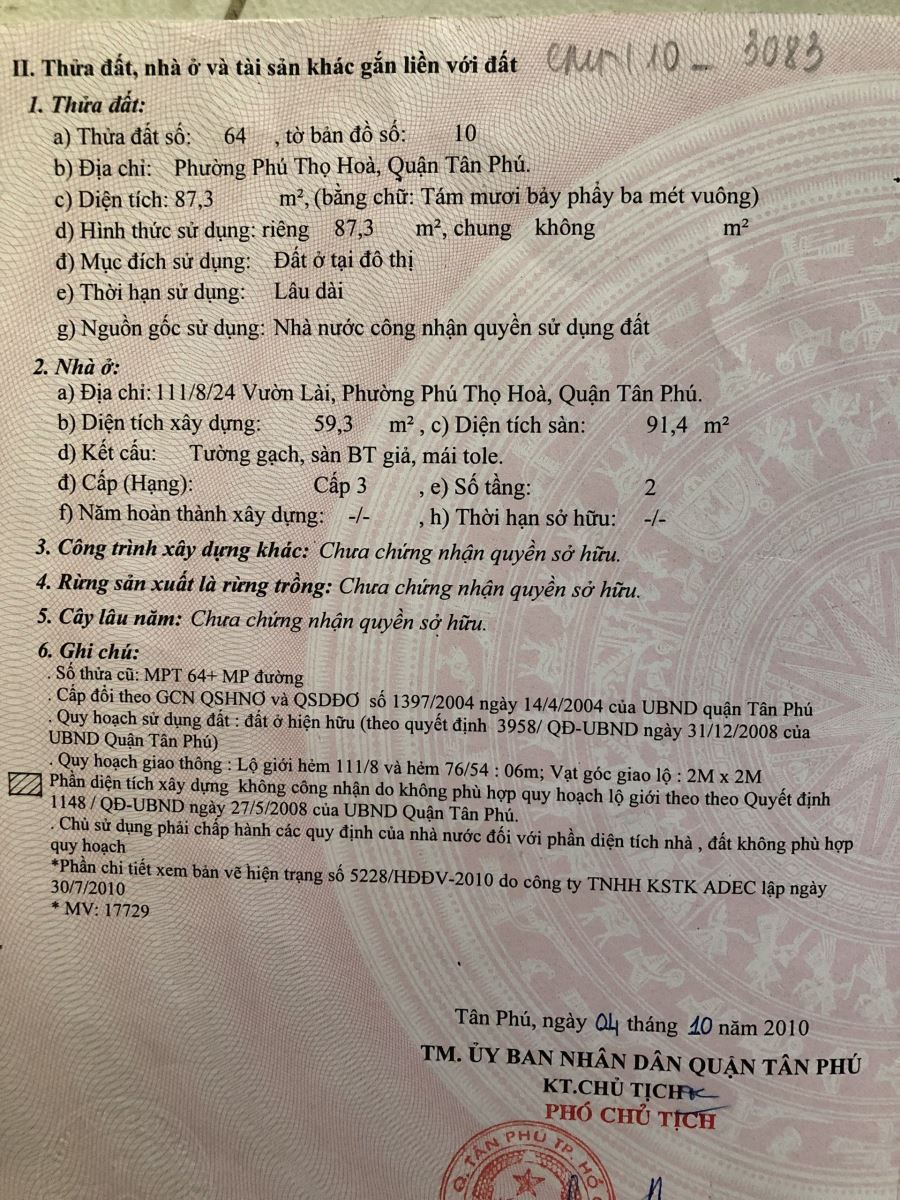 II. Thửa đất, nhà ở và tài sản khác gắn liền với đất 10 - 3083
1. Thửa đất:
a) Thửa đất số: 64 , tờ bản đồ số: 10
b) Địa chỉ: Phường Phú Thọ Hoà, Quận Tân Phú.
c) Diện tích: 87,3 m², (bằng chữ: Tám mươi bảy phẩy ba mét vuông)
d) Hình thức sử dụng: riêng 87,3 m², chung không m²
đ) Mục đích sử dụng: Đất ở tại đô thị
e) Thời hạn sử dụng: Lâu dài
g) Nguồn gốc sử dụng: Nhà nước công nhận quyền sử dụng đất
2. Nhà ở:
a) Địa chỉ: 111/8/24 Vườn Lài, Phường Phú Thọ Hoà, Quận Tân Phú.
b) Diện tích xây dựng: 59,3 m² , c) Diện tích sàn: 91,4 m²
d) Kết cấu: Tường gạch, sàn BT giả, mái tole.
đ) Cấp (Hạng): Cấp 3 , e) Số tầng: 2
f) Năm hoàn thành xây dựng: -/- , h) Thời hạn sở hữu: -/-
3. Công trình xây dựng khác: Chưa chứng nhận quyền sở hữu.
4. Rừng sản xuất là rừng trồng: Chưa chứng nhận quyền sở hữu.
5. Cây lâu năm: Chưa chứng nhận quyền sở hữu.
6. Ghi chú:
. Số thửa cũ: MPT 64+ MP đường
. Cấp đổi theo GCN QSHNƠ và QSDĐƠ số 1397/2004 ngày 14/4/2004 của UBND quận Tân Phú
. Quy hoạch sử dụng đất : đất ở hiện hữu (theo quyết định 3958/ QĐ-UBND ngày 31/12/2008 của
UBND Quận Tân Phú)
. Quy hoạch giao thông : Lộ giới hẻm 111/8 và hẻm 76/54 : 06m; Vạt góc giao lộ : 2M x 2M
Phần diện tích xây dựng không công nhận do không phù hợp quy hoạch lộ giới theo theo Quyết định
1148 / QĐ-UBND ngày 27/5/2008 của UBND Quận Tân Phú.
. Chủ sử dụng phải chấp hành các quy định của nhà nước đối với phần diện tích nhà , đất không phù hợp
quy hoạch
*Phần chi tiết xem bản vẽ hiện trạng số 5228/HĐĐV-2010 do công ty TNHH KSTK ADEC lập ngày
30/7/2010
* MV: 17729
Tân Phú, ngày 04 tháng 10 năm 2010
TM. ỦY BAN NHÂN DÂN QUẬN TÂN PHÚ
KT.CHỦ TỊCH
PHÓ CHỦ TỊCH
Q. TÂN PHÚ TP. HỒ